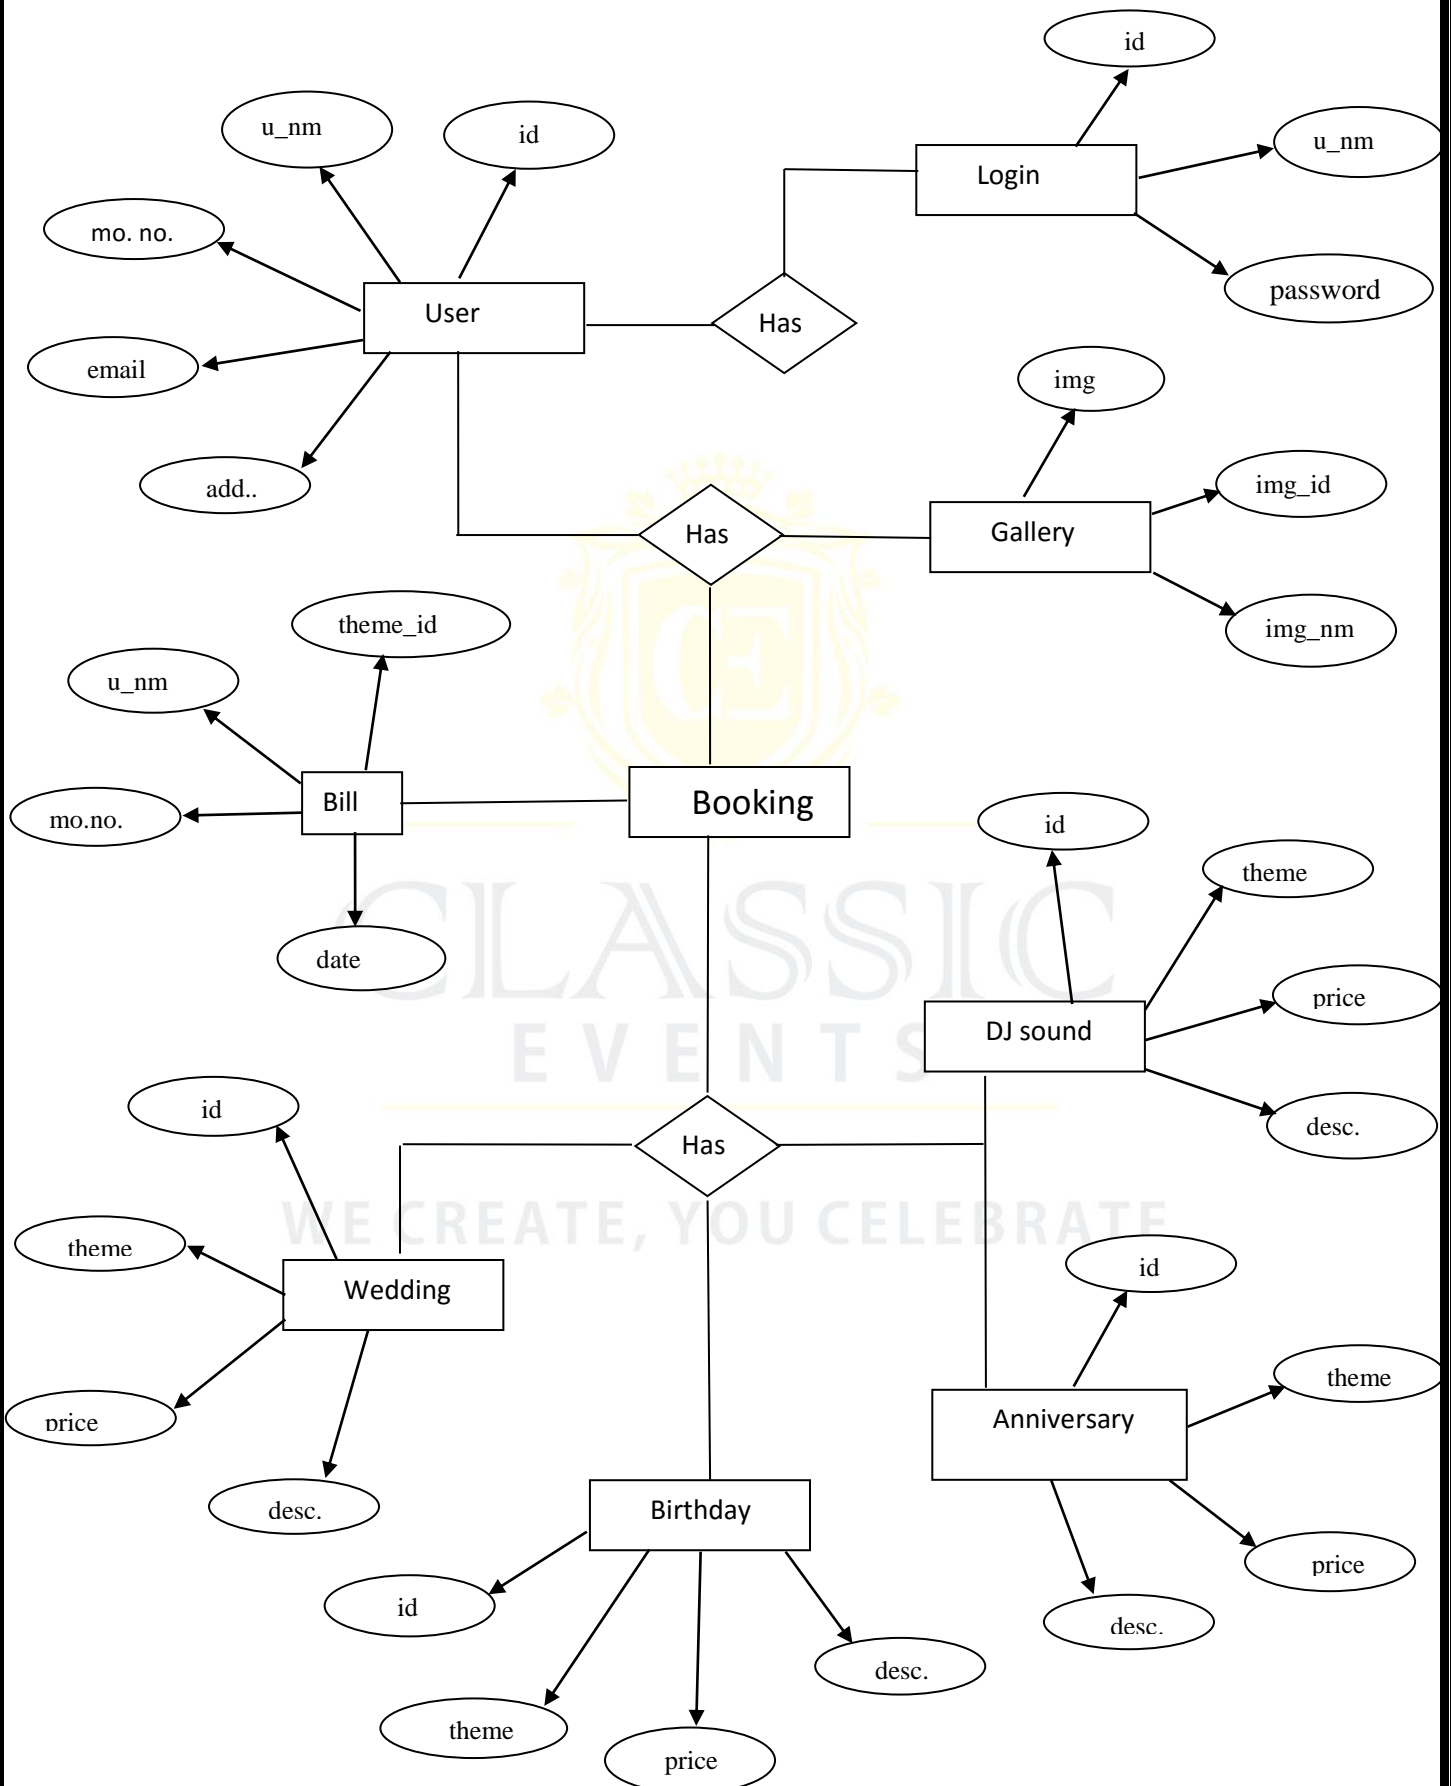 id
u_nm
id
u_nm
Login
mo. no.
password
User
Has
email
img
add..
img_id
Has
Gallery
img_nm
theme_id
u_nm
CE
Bill
Booking
mo.no.
id
theme
date
CLASSIC
price
DJ sound
EVENTS
id
Has
desc.
WE CREATE, YOU CELEBRATE
theme
id
Wedding
theme
price
Anniversary
desc.
Birthday
price
id
desc.
desc.
theme
price